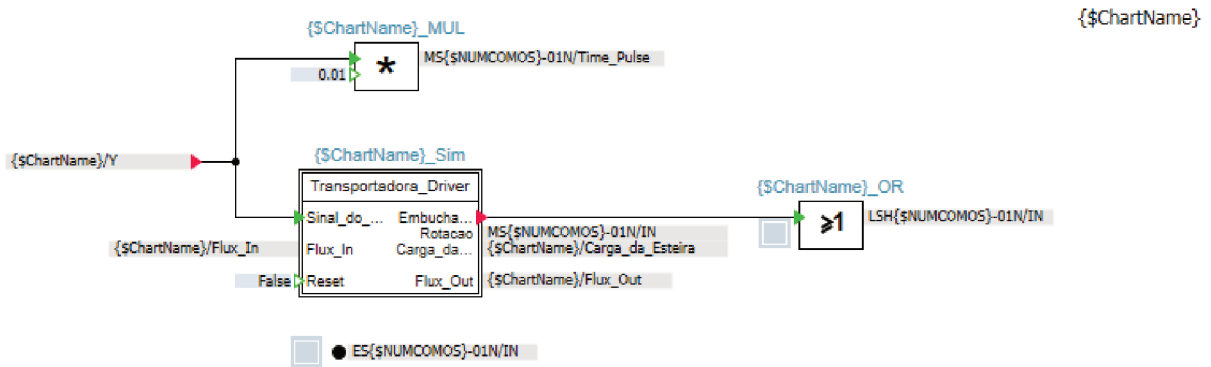 {$ChartName}
{$ChartName}_MUL
MS{$NUMCOMOS}-01N/Time_Pulse
0.01
*
{$ChartName}/Y
{$ChartName}_Sim
Transportadora_Driver
Sinal_do_... Embucha...
Rotacao MS{$NUMCOMOS}-01N/IN
{$ChartName}/Flux_In Flux_In Carga_da... {$ChartName}/Carga_da_Esteira
False Reset Flux_Out {$ChartName}/Flux_Out
{$ChartName}_OR
≥1 LSH{$NUMCOMOS}-01N/IN
ES{$NUMCOMOS}-01N/IN